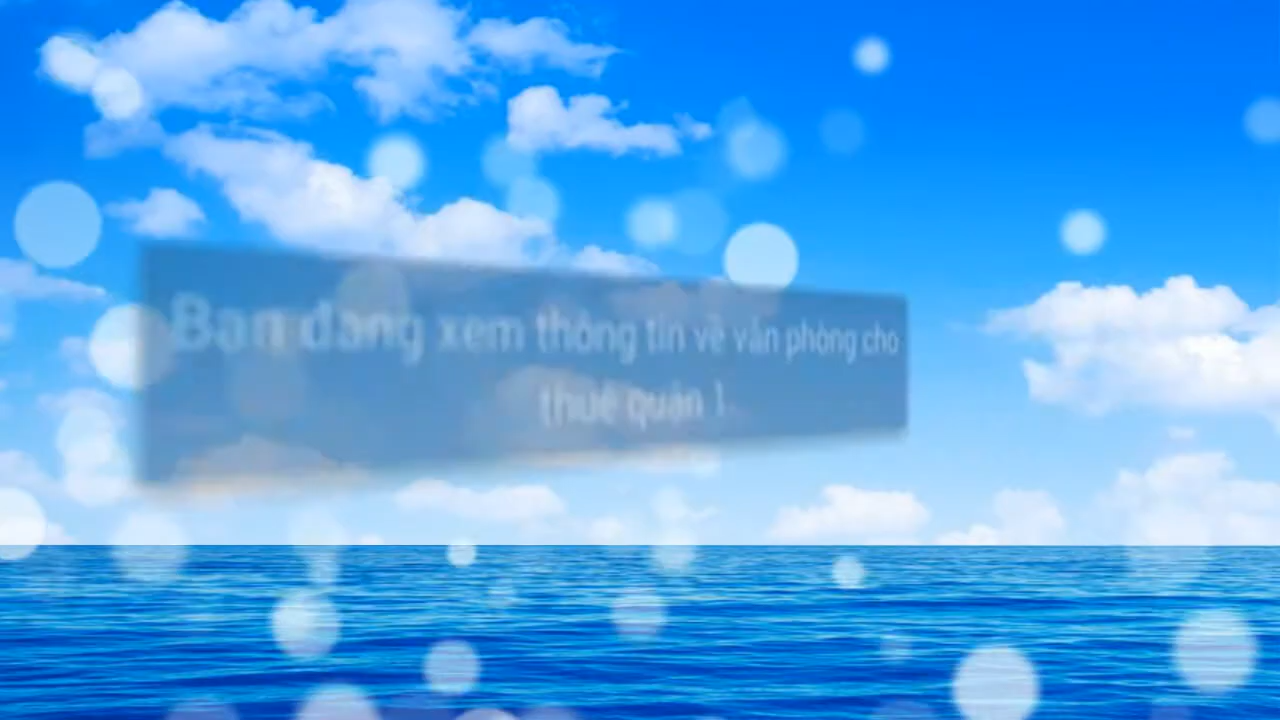 Bạn đang xem thông tin về văn phòng cho
thuê quận 1